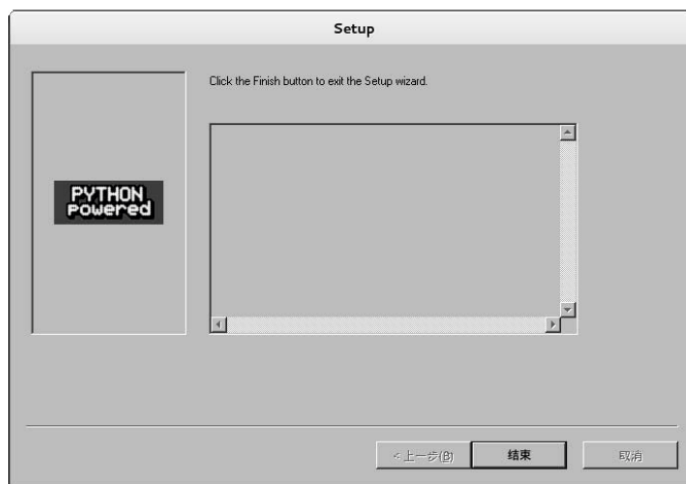 Setup
Click the Finish button to exit the Setup wizard.
PYTHON
powered
< 上一步(B)
结束
取消